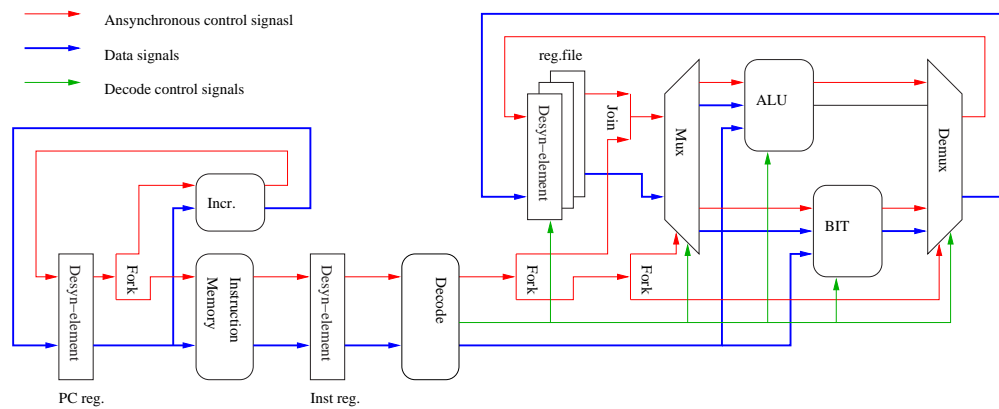 Ansynchronous control signasl
Data signals
Decode control signals
reg.file
Desyn-element
Join
Mux
ALU
Demux
BIT
Incr.
Desyn-element
Fork
Instruction
Memory
Desyn-element
Decode
Fork
Fork
PC reg.
Inst reg.